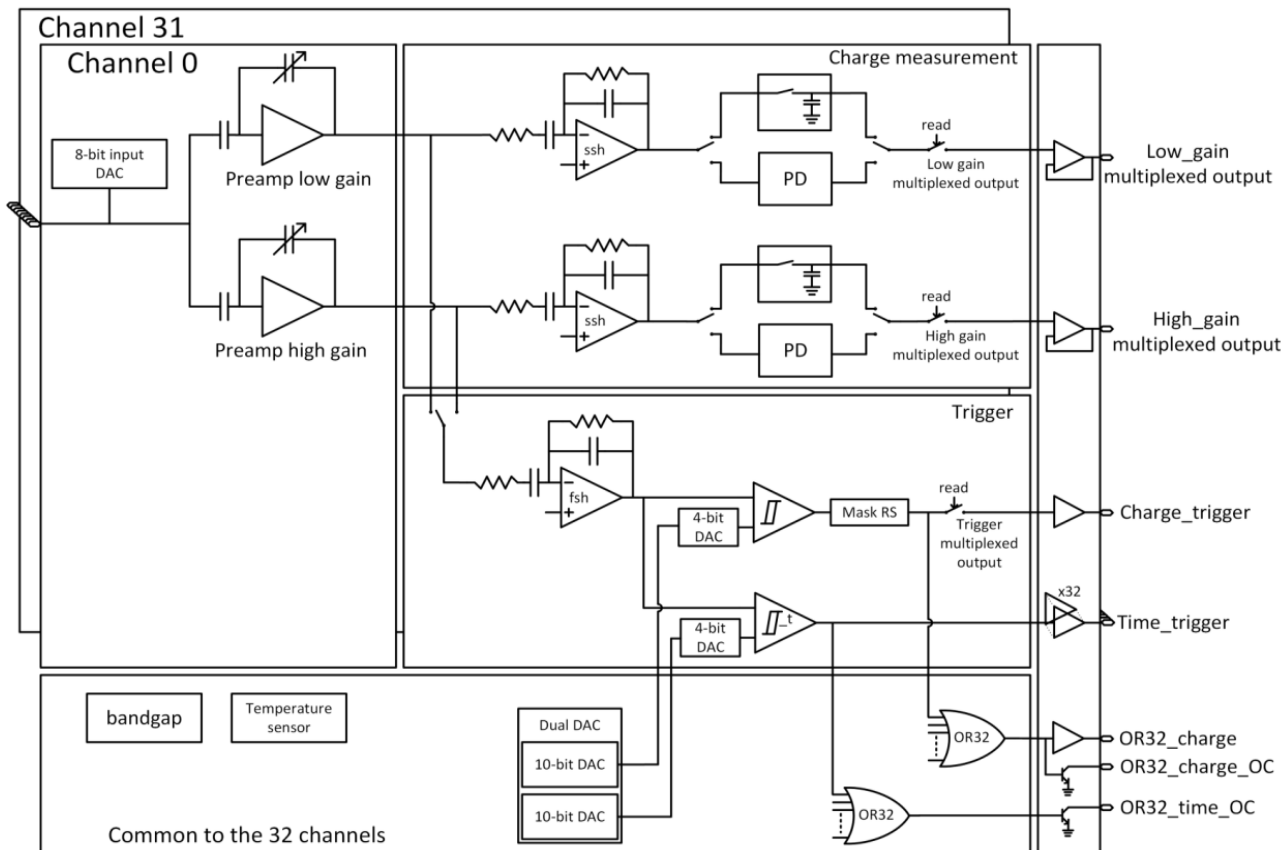 Channel 31
Channel 0
Charge measurement
8-bit input
DAC
Preamp low gain
ssh
PD
read
Low gain
multiplexed output
Low_gain
multiplexed output
Preamp high gain
ssh
PD
read
High gain
multiplexed output
High_gain
multiplexed output
Trigger
fsh
4-bit
DAC
Mask RS
read
Trigger
multiplexed
output
Charge_trigger
4-bit
DAC
_t
x32
Time_trigger
bandgap
Temperature
sensor
Dual DAC
10-bit DAC
10-bit DAC
OR32
OR32_charge
OR32_charge_OC
OR32
OR32_time_OC
Common to the 32 channels